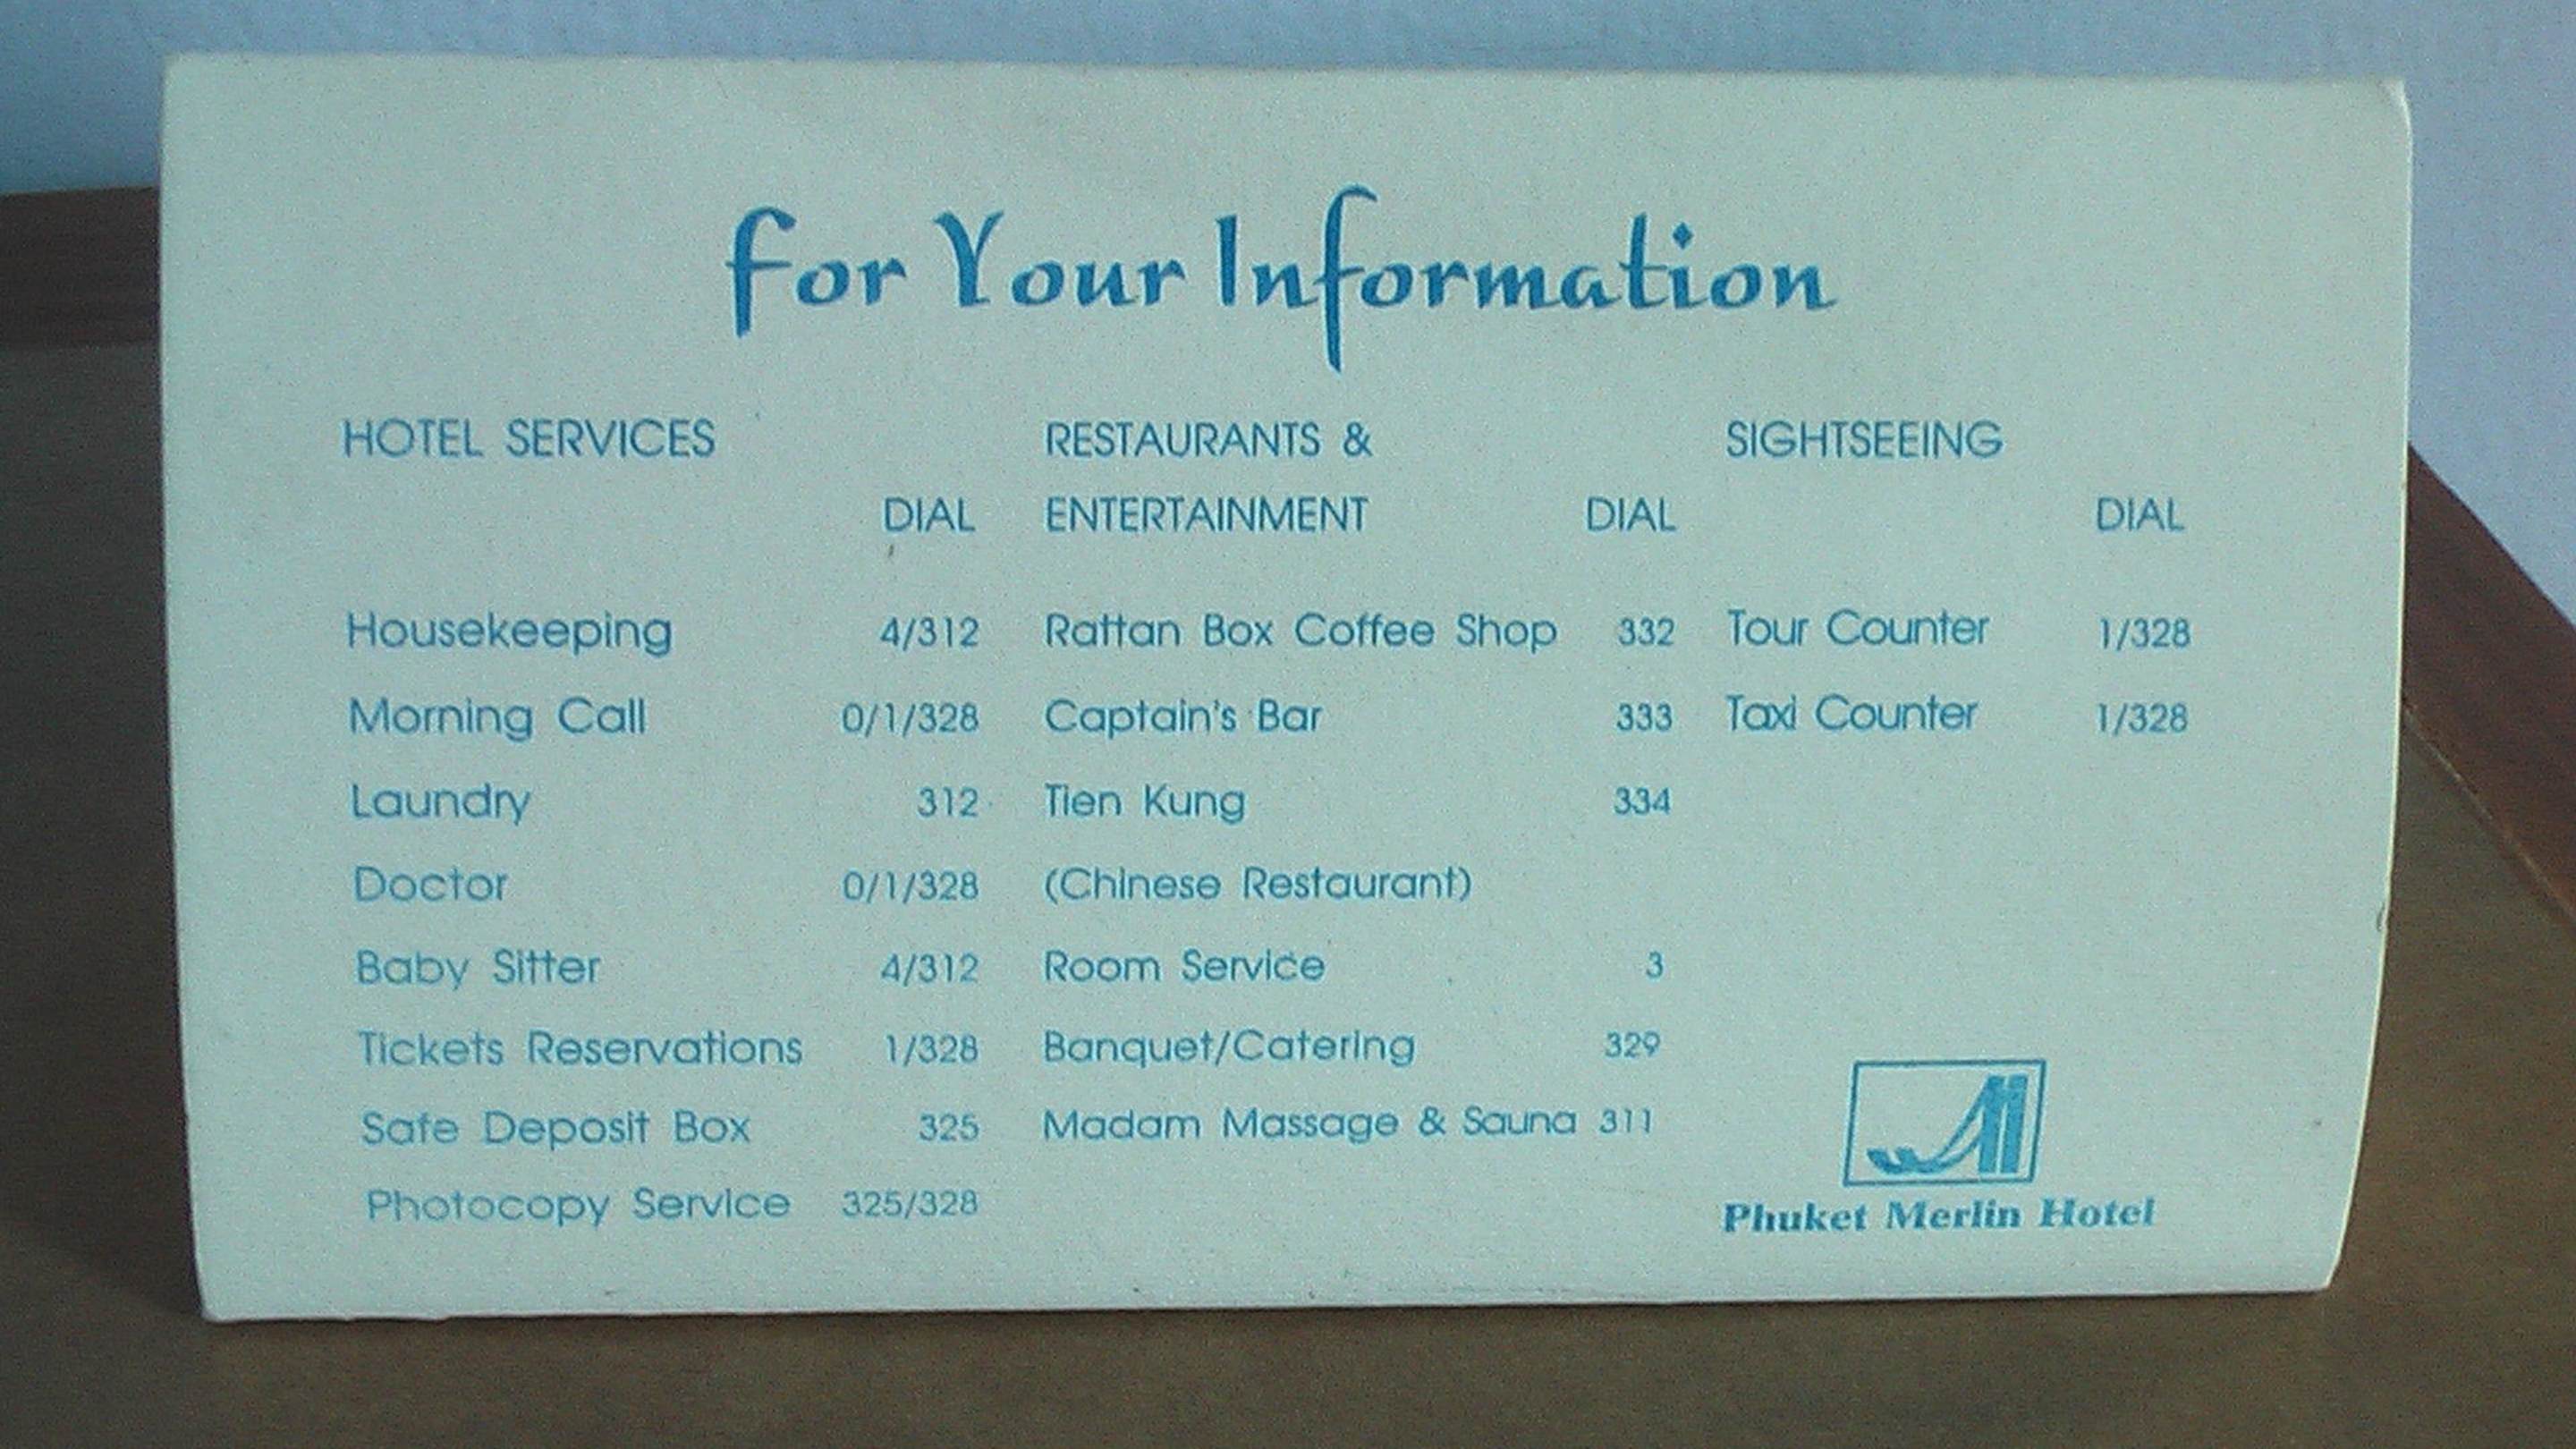 For Your Information
HOTEL SERVICES
DIAL
Housekeeping 4/312
Morning Call 0/1/328
Laundry 312
Doctor 0/1/328
Baby Sitter 4/312
Tickets Reservations 1/328
Safe Deposit Box 325
Photocopy Service 325/328
RESTAURANTS &
ENTERTAINMENT DIAL
Rattan Box Coffee Shop 332
Captain's Bar 333
Tien Kung 334
(Chinese Restaurant)
Room Service 3
Banquet/Catering 329
Madam Massage & Sauna 311
SIGHTSEEING
DIAL
Tour Counter 1/328
Taxi Counter 1/328
Phuket Merlin Hotel